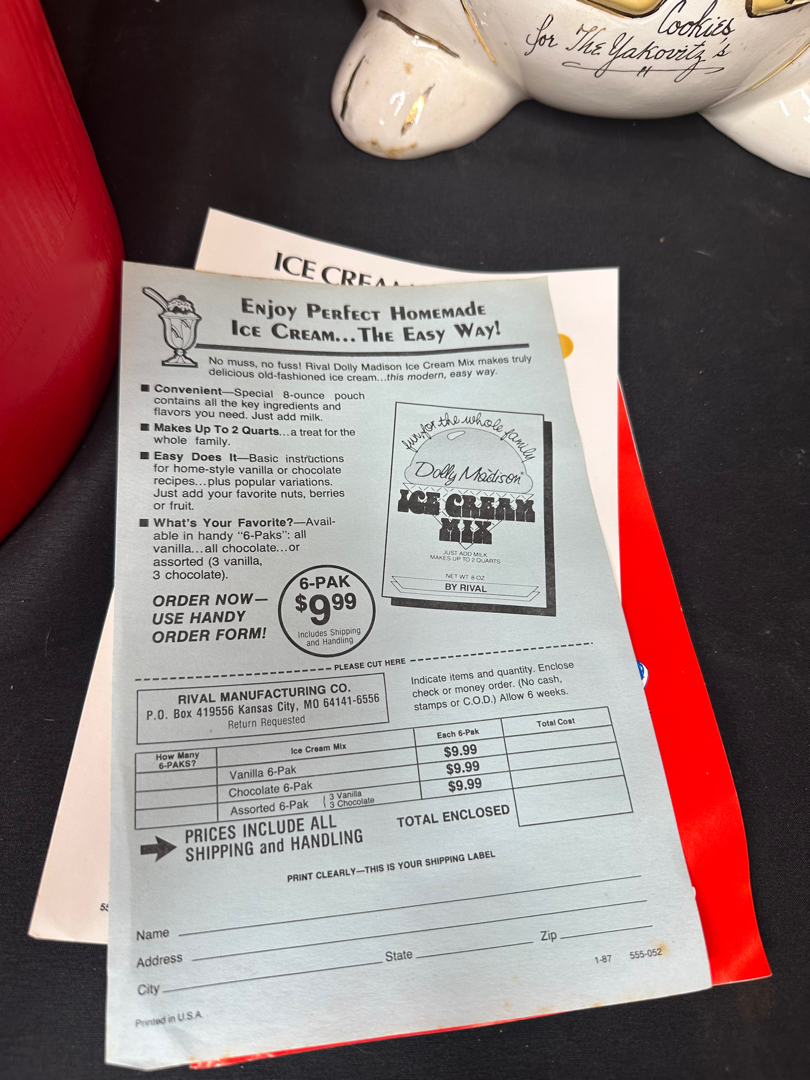 Cookies
for The Yakovitz's
ICE CREA
Enjoy Perfect Homemade
Ice Cream...The Easy Way!
No muss, no fuss! Rival Dolly Madison Ice Cream Mix makes truly
delicious old-fashioned ice cream...this modern, easy way.
■ Convenient—Special 8-ounce pouch
contains all the key ingredients and
flavors you need. Just add milk.
■ Makes Up To 2 Quarts...a treat for the
whole family.
■ Easy Does It—Basic instructions
for home-style vanilla or chocolate
recipes...plus popular variations.
Just add your favorite nuts, berries
or fruit.
■ What's Your Favorite?—Avail-
able in handy "6-Paks": all
vanilla...all chocolate...or
assorted (3 vanilla,
3 chocolate).
fun for the whole family
Dolly Madison
ICE CREAM
MIX
JUST ADD MILK
MAKES UP TO 2 QUARTS
NET WT 8 OZ
BY RIVAL
ORDER NOW—
USE HANDY
ORDER FORM!
6-PAK
$9.99
Includes Shipping
and Handling
PLEASE CUT HERE
RIVAL MANUFACTURING CO.
P.O. Box 419556 Kansas City, MO 64141-6556
Return Requested
Indicate items and quantity. Enclose
check or money order. (No cash,
stamps or C.O.D.) Allow 6 weeks.
How Many
6-PAKS?
Ice Cream Mix
Each 6-Pak
Total Cost
Vanilla 6-Pak
$9.99
Chocolate 6-Pak
$9.99
Assorted 6-Pak
3 Vanilla
3 Chocolate
$9.99
PRICES INCLUDE ALL
SHIPPING and HANDLING
TOTAL ENCLOSED
PRINT CLEARLY—THIS IS YOUR SHIPPING LABEL
Name
Address
City
State
Zip
1-87 555-052
Printed in U.S.A.